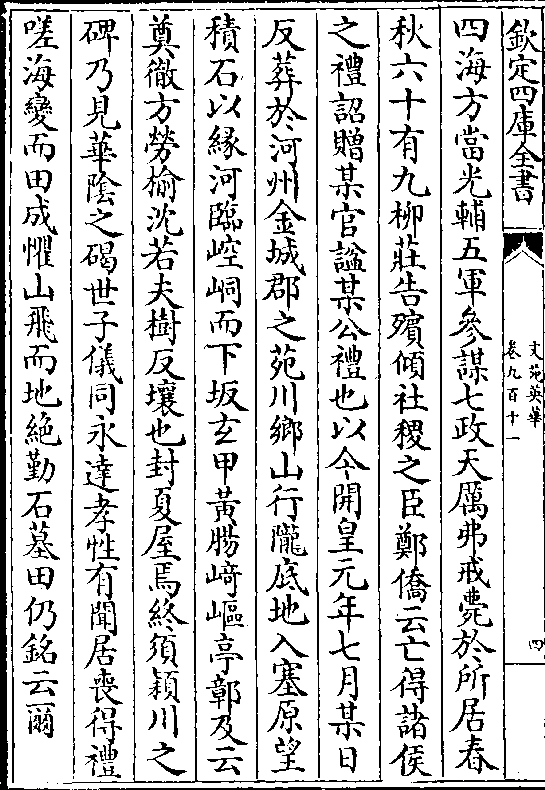 欽定四庫全書
文苑英華
卷九百十一
四
四海方當光輔五軍參謀七政天厲弗戒薨於所居春
秋六十有九柳莊告殯傾社稷之臣鄭僑云亡得諸侯
之禮詔贈某官諡某公禮也以今開皇元年七月某日
反葬於河州金城郡之苑川鄉山行隴底地入塞原望
積石以緣河臨崆峒而下坂玄甲黃腸﨑嶇亭鄣及云
奠徹方勞榆沈若夫樹反壤也封夏屋焉終須潁川之
碑乃見華陰之碣世子儀同永達孝性有聞居喪得禮
嗟海變而田成懼山飛而地絶勤石墓田仍銘云爾